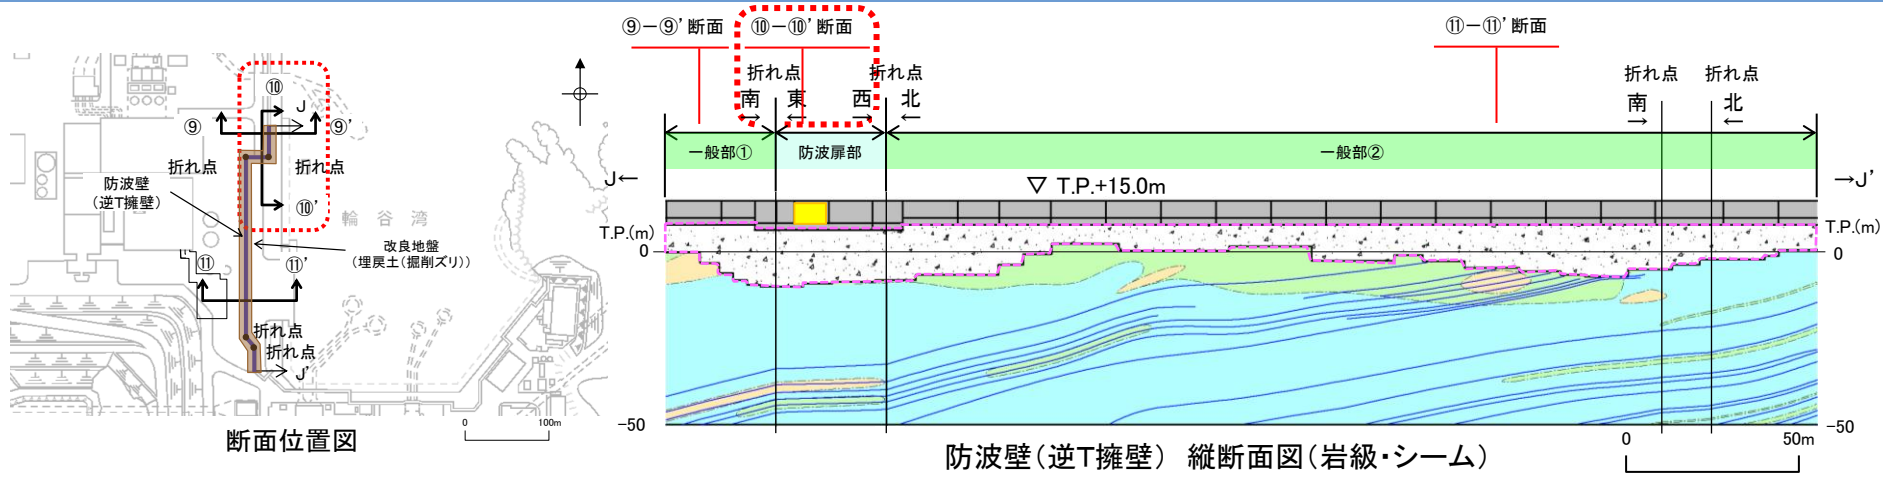 ⑩
J
⑨
⑨’
折れ点
折れ点
防波壁
（逆T擁壁）
⑩’
輪谷湾
改良地盤
（埋戻土（掘削ズリ））
⑪
⑪’
折れ点
折れ点
J’
0
100m
断面位置図
⑨－⑨’断面
⑩－⑩’断面
⑪－⑪’断面
折れ点
折れ点
折れ点
折れ点
南
東
西
北
南
北
一般部①
防波扉部
一般部②
J←
→J’
▽ T.P.+15.0m
T.P.(m)
T.P.(m)
0
0
−50
−50
0
50m
防波壁（逆T擁壁） 縦断面図（岩級・シーム）